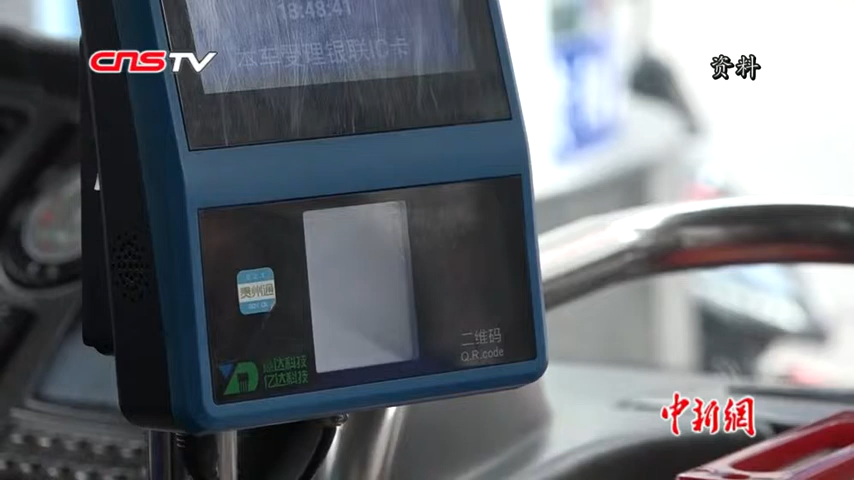 18:48:41
本车受理银联IC卡
CNSTV
资料
贵州通
二维码
Q.R.code
亿达科技
中新網